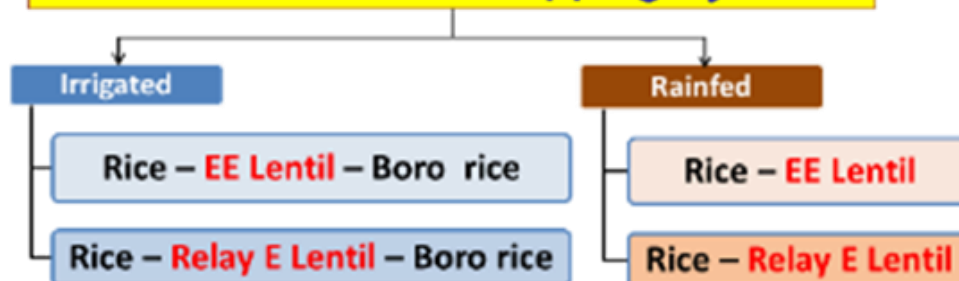 Irrigated
Rainfed
Rice – EE Lentil – Boro rice
Rice – EE Lentil
Rice – Relay E Lentil – Boro rice
Rice – Relay E Lentil